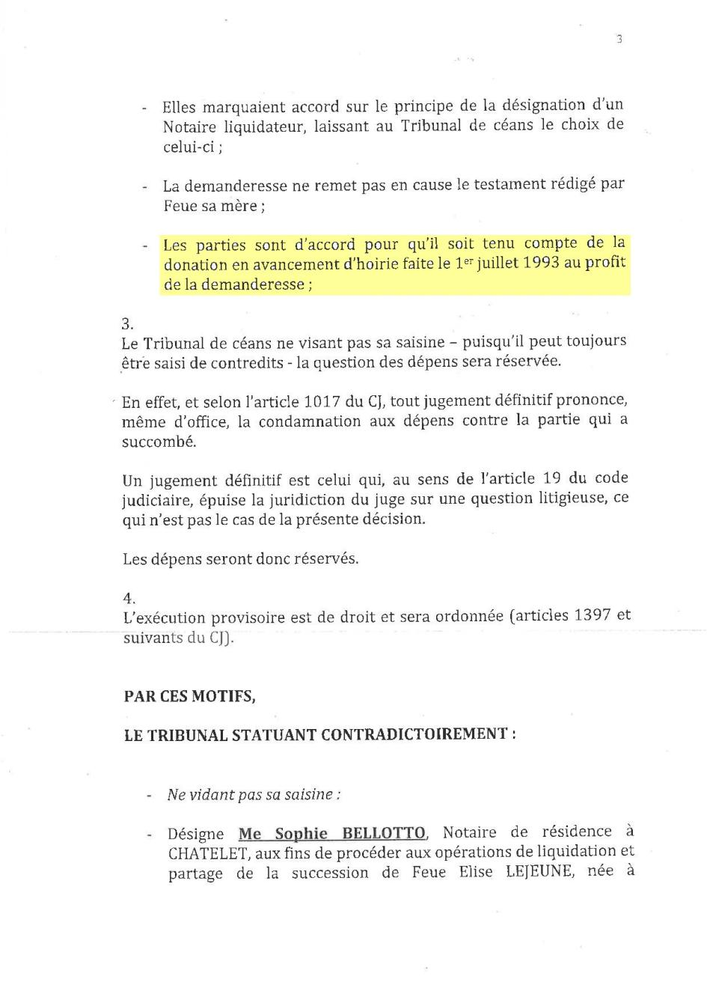 3
- Elles marquaient accord sur le principe de la désignation d'un
Notaire liquidateur, laissant au Tribunal de céans le choix de
celui-ci ;
- La demanderesse ne remet pas en cause le testament rédigé par
Feue sa mère ;
- Les parties sont d'accord pour qu'il soit tenu compte de la
donation en avancement d'hoirie faite le 1er juillet 1993 au profit
de la demanderesse ;
3.
Le Tribunal de céans ne visant pas sa saisine – puisqu'il peut toujours
être saisi de contredits - la question des dépens sera réservée.
En effet, et selon l'article 1017 du CJ, tout jugement définitif prononce,
même d'office, la condamnation aux dépens contre la partie qui a
succombé.
Un jugement définitif est celui qui, au sens de l'article 19 du code
judiciaire, épuise la juridiction du juge sur une question litigieuse, ce
qui n'est pas le cas de la présente décision.
Les dépens seront donc réservés.
4.
L'exécution provisoire est de droit et sera ordonnée (articles 1397 et
suivants du CJ).
PAR CES MOTIFS,
LE TRIBUNAL STATUANT CONTRADICTOIREMENT :
- Ne vidant pas sa saisine :
- Désigne Me Sophie BELLOTTO, Notaire de résidence à
CHATELET, aux fins de procéder aux opérations de liquidation et
partage de la succession de Feue Elise LEJEUNE, née à